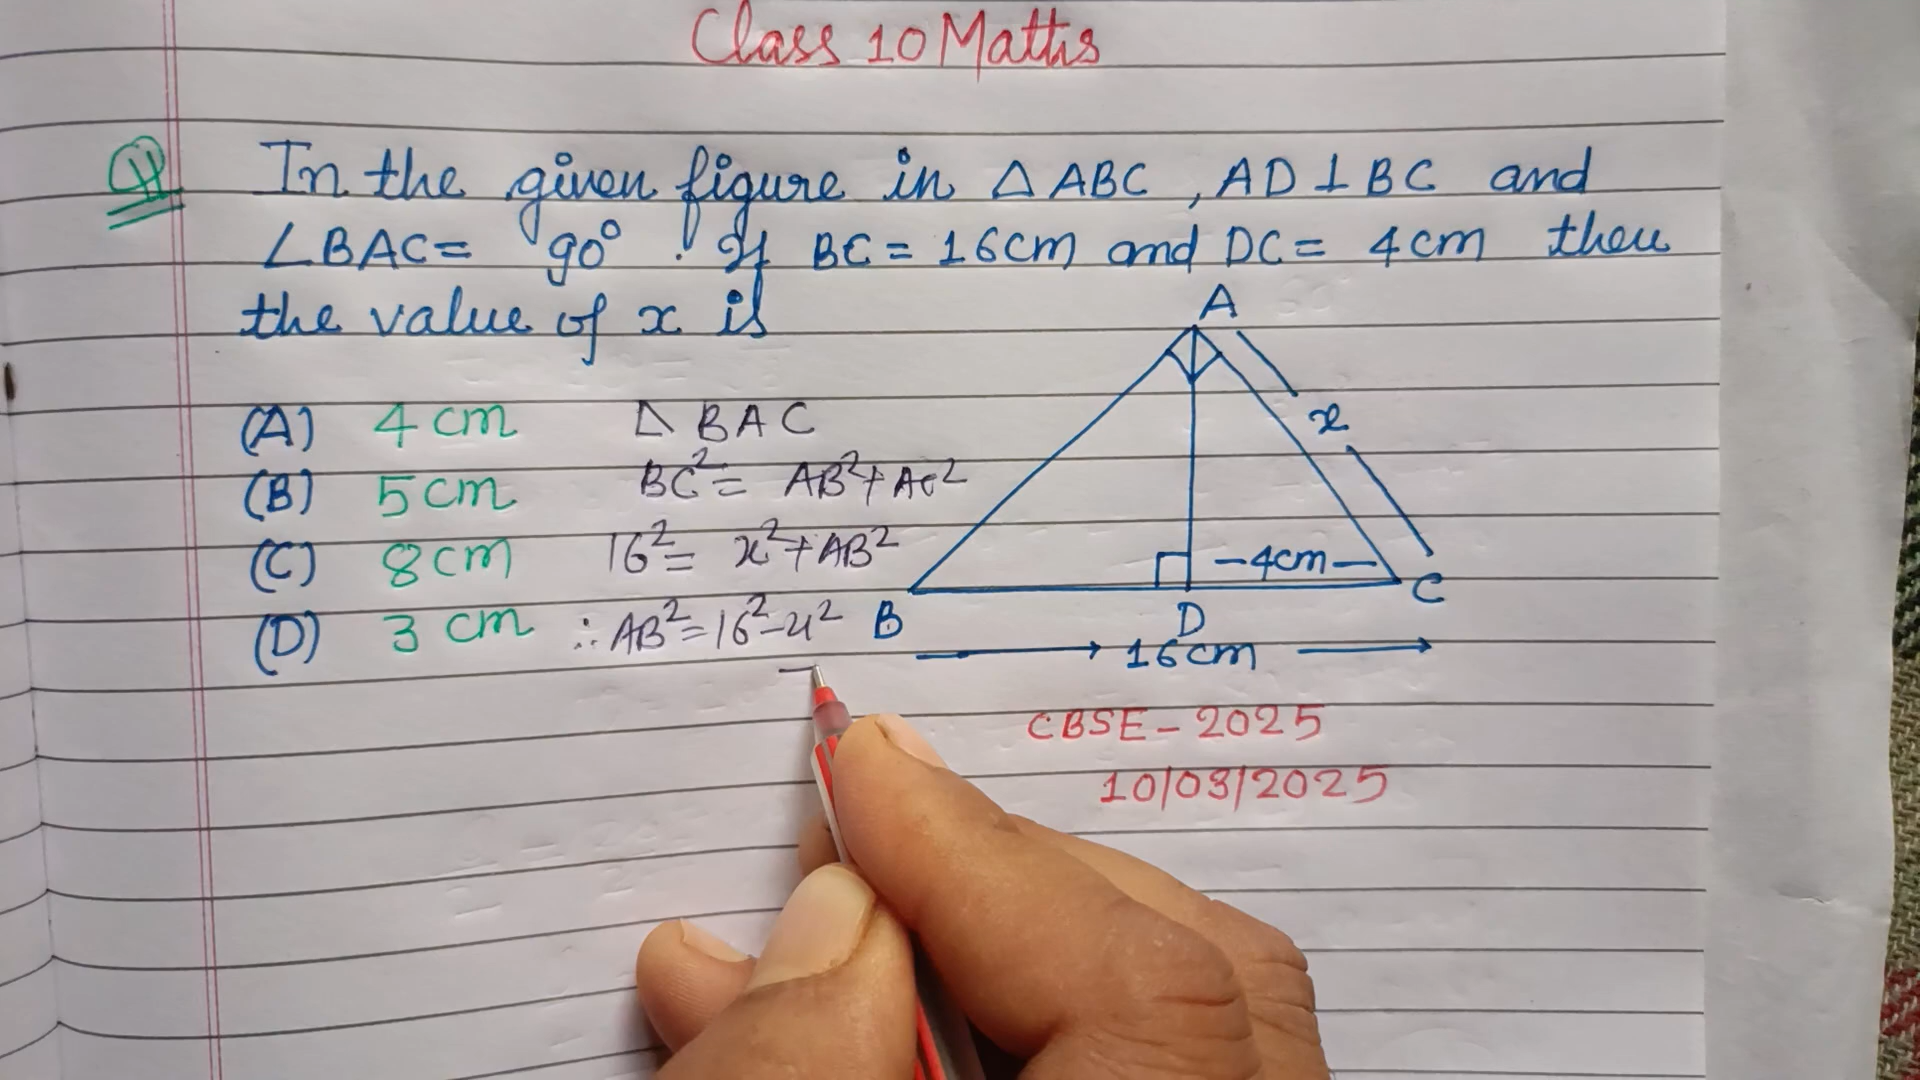 Class 10 Maths
Q In the given figure in △ ABC , AD ⊥ BC and
∠BAC= 90° . If BC = 16cm and DC = 4cm then
the value of x is
(A) 4 cm
(B) 5 cm
(C) 8 cm
(D) 3 cm
△ BAC
BC² = AB² + AC²
16² = x² + AB²
∴ AB² = 16² - x²
A
x
-4cm-
B
D
C
16cm
CBSE - 2025
10/03/2025